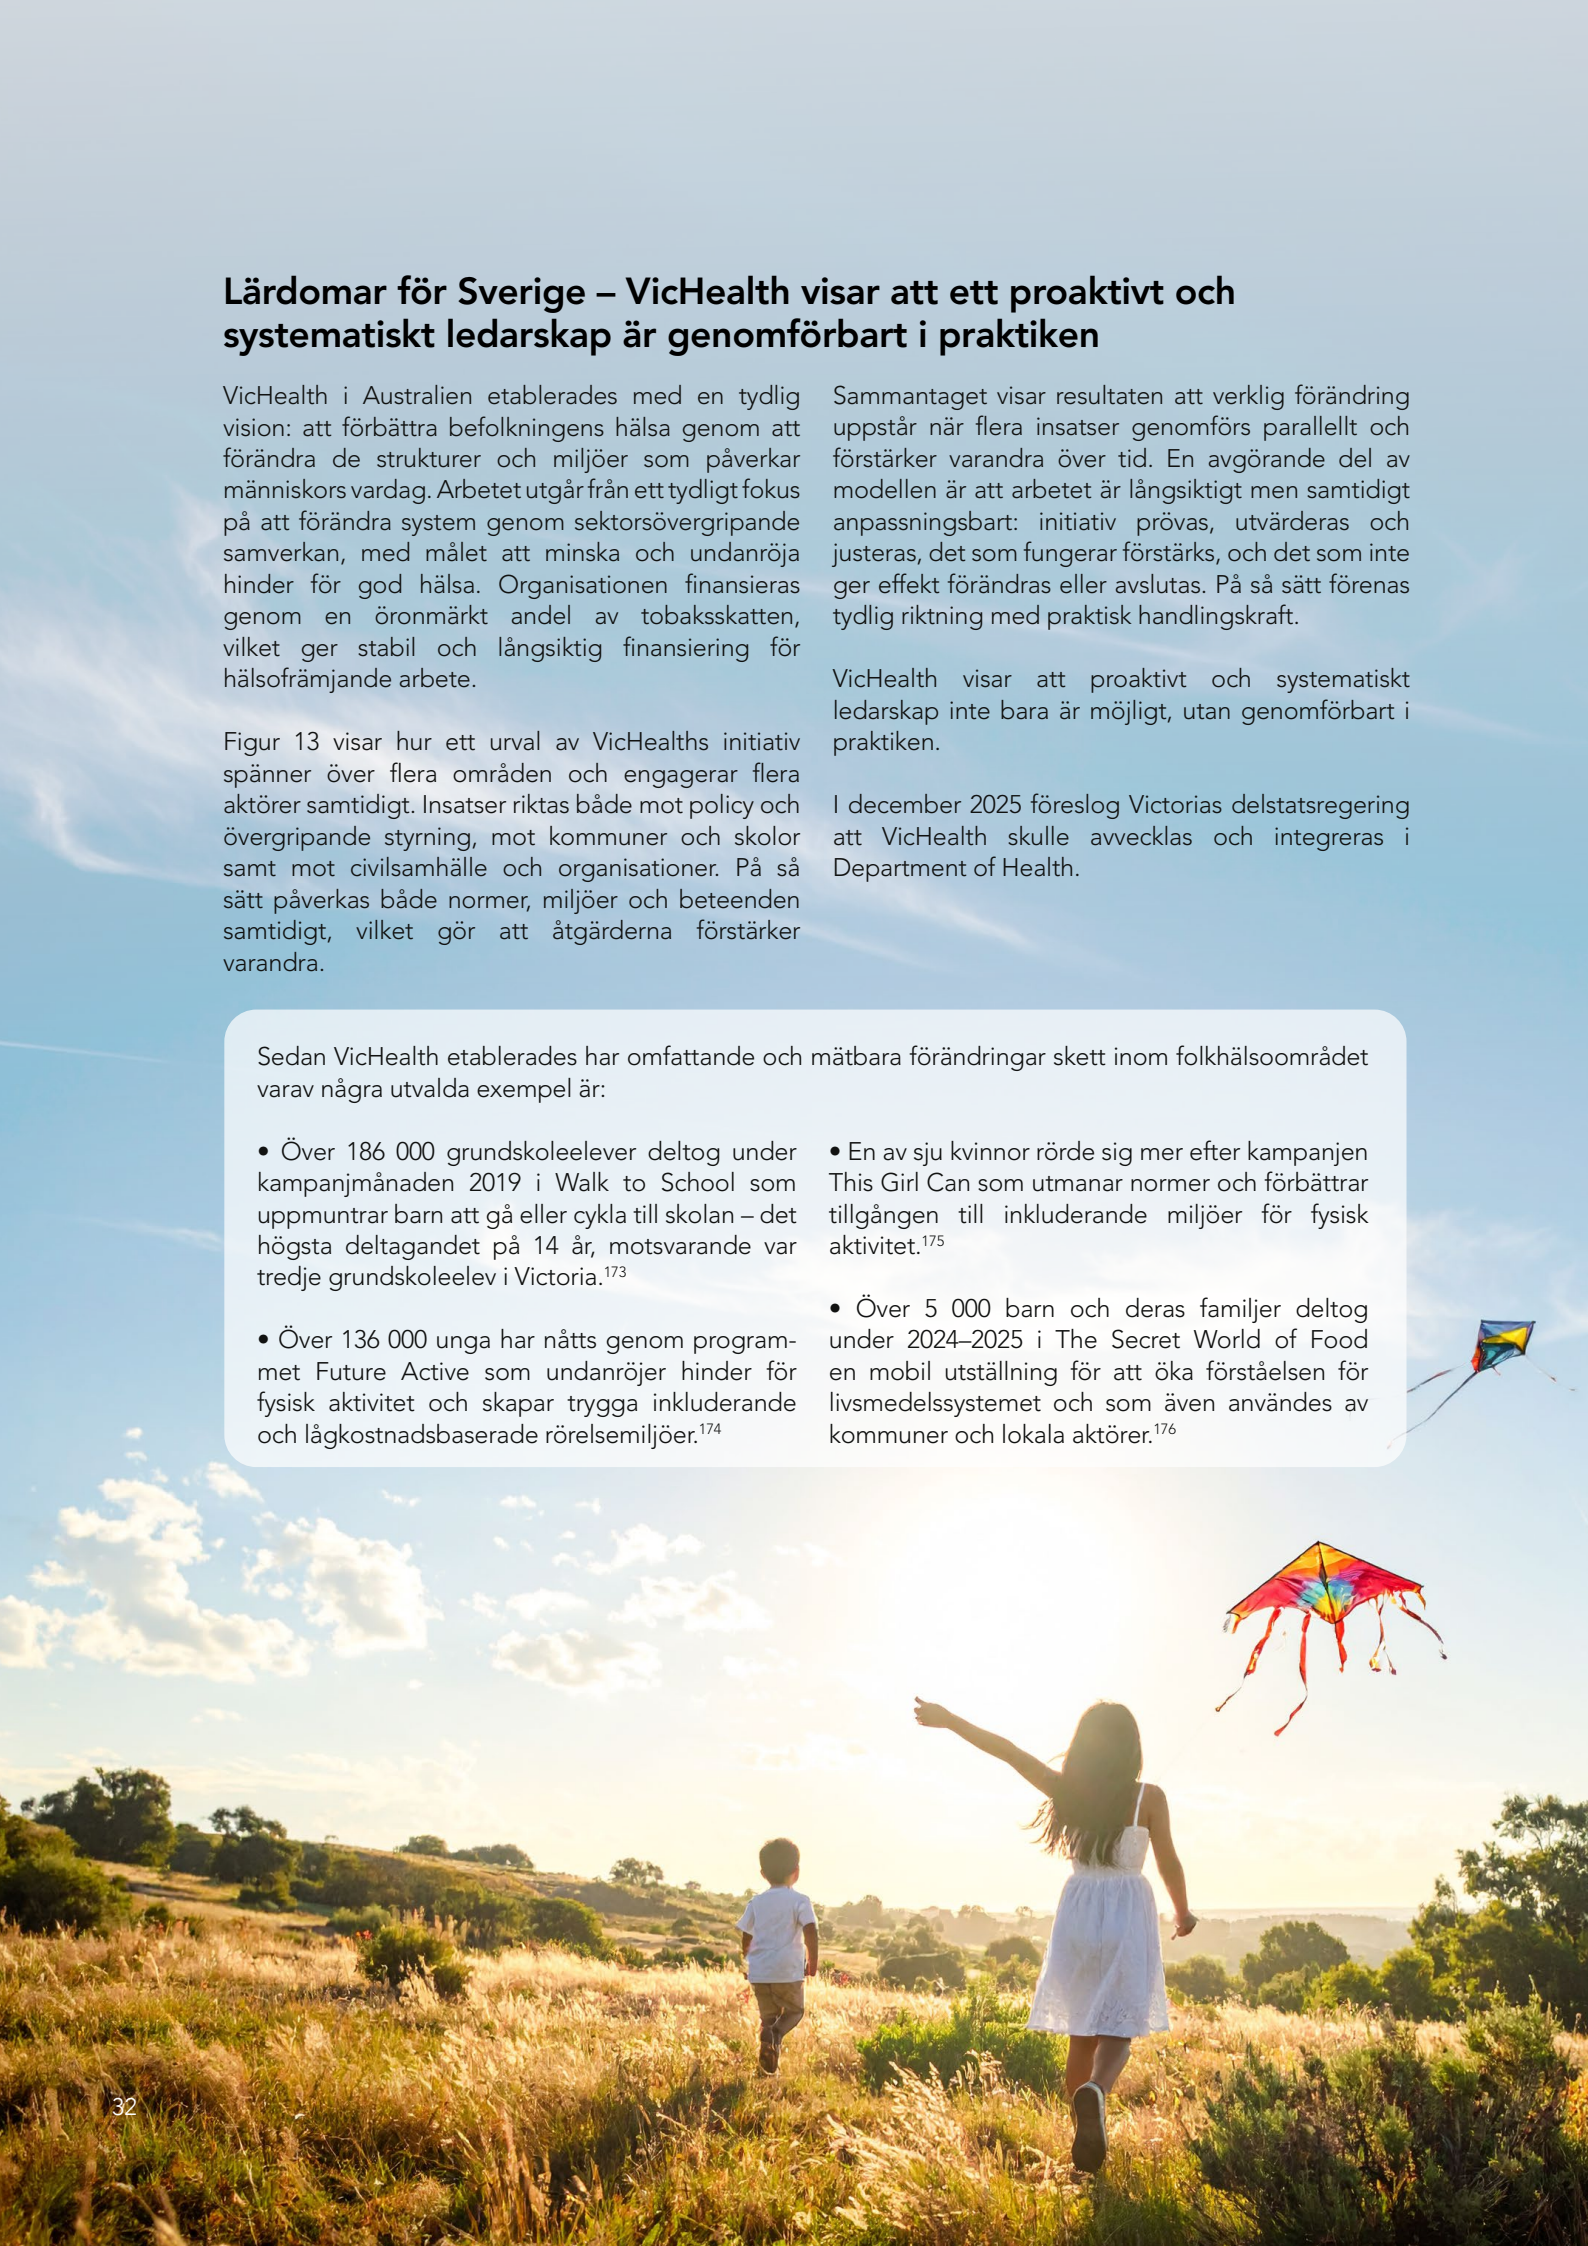 Lärdomar för Sverige – VicHealth visar att ett proaktivt och
systematiskt ledarskap är genomförbart i praktiken
VicHealth i Australien etablerades med en tydlig
vision: att förbättra befolkningens hälsa genom att
förändra de strukturer och miljöer som påverkar
människors vardag. Arbetet utgår från ett tydligt fokus
på att förändra system genom sektorsövergripande
samverkan, med målet att minska och undanröja
hinder för god hälsa. Organisationen finansieras
genom en öronmärkt andel av tobaksskatten,
vilket ger stabil och långsiktig finansiering för
hälsofrämjande arbete.
Figur 13 visar hur ett urval av VicHealths initiativ
spänner över flera områden och engagerar flera
aktörer samtidigt. Insatser riktas både mot policy och
övergripande styrning, mot kommuner och skolor
samt mot civilsamhälle och organisationer. På så
sätt påverkas både normer, miljöer och beteenden
samtidigt, vilket gör att åtgärderna förstärker
varandra.
Sammantaget visar resultaten att verklig förändring
uppstår när flera insatser genomförs parallellt och
förstärker varandra över tid. En avgörande del av
modellen är att arbetet är långsiktigt men samtidigt
anpassningsbart: initiativ prövas, utvärderas och
justeras, det som fungerar förstärks, och det som inte
ger effekt förändras eller avslutas. På så sätt förenas
tydlig riktning med praktisk handlingskraft.
VicHealth visar att proaktivt och systematiskt
ledarskap inte bara är möjligt, utan genomförbart i
praktiken.
I december 2025 föreslog Victorias delstatsregering
att VicHealth skulle avvecklas och integreras i
Department of Health.
Sedan VicHealth etablerades har omfattande och mätbara förändringar skett inom folkhälsoområdet
varav några utvalda exempel är:
• Över 186 000 grundskoleelever deltog under
kampanjmånaden 2019 i Walk to School som
uppmuntrar barn att gå eller cykla till skolan – det
högsta deltagandet på 14 år, motsvarande var
tredje grundskoleelev i Victoria.173
• Över 136 000 unga har nåtts genom program-
met Future Active som undanröjer hinder för
fysisk aktivitet och skapar trygga inkluderande
och lågkostnadsbaserade rörelsemiljöer.174
• En av sju kvinnor rörde sig mer efter kampanjen
This Girl Can som utmanar normer och förbättrar
tillgången till inkluderande miljöer för fysisk
aktivitet.175
• Över 5 000 barn och deras familjer deltog
under 2024–2025 i The Secret World of Food
en mobil utställning för att öka förståelsen för
livsmedelssystemet och som även användes av
kommuner och lokala aktörer.176
32